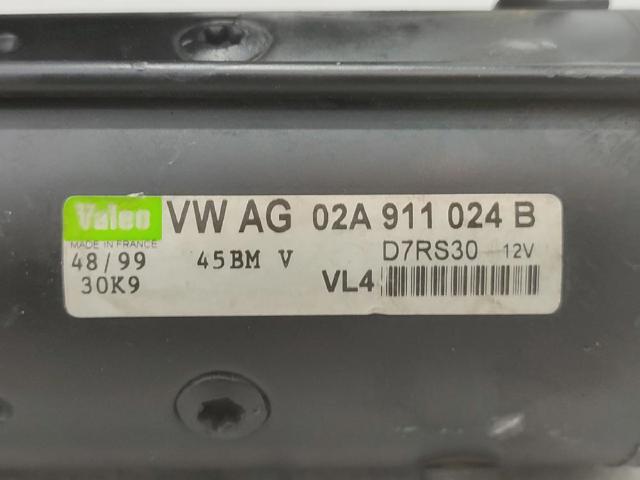 Valeo VW AG 02A 911 024 B
MADE IN FRANCE
48/99 45BM V D7RS30 12V
30K9 VL4